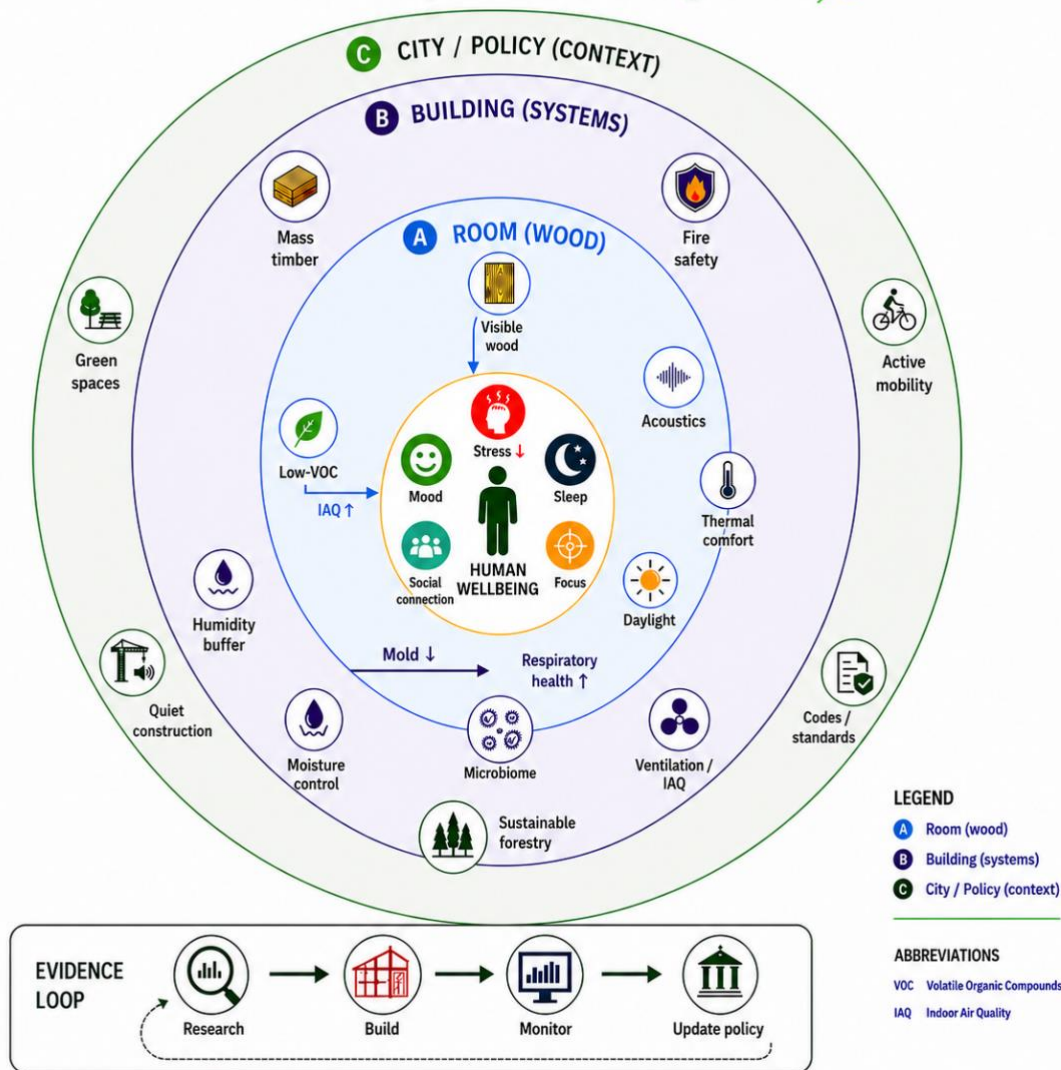 C CITY / POLICY (CONTEXT)
B BUILDING (SYSTEMS)
Mass
timber
Fire
safety
A ROOM (WOOD)
Visible
wood
Green
spaces
Active
mobility
Acoustics
Low-VOC
IAQ ↑
Stress ↓
Mood
Sleep
Social
connection
HUMAN
WELLBEING
Focus
Thermal
comfort
Daylight
Humidity
buffer
Mold ↓
Respiratory
health ↑
Quiet
construction
Moisture
control
Microbiome
Ventilation /
IAQ
Codes /
standards
Sustainable
forestry
LEGEND
A Room (wood)
B Building (systems)
C City / Policy (context)
ABBREVIATIONS
VOC Volatile Organic Compounds
IAQ Indoor Air Quality
EVIDENCE
LOOP
Research
Build
Monitor
Update policy